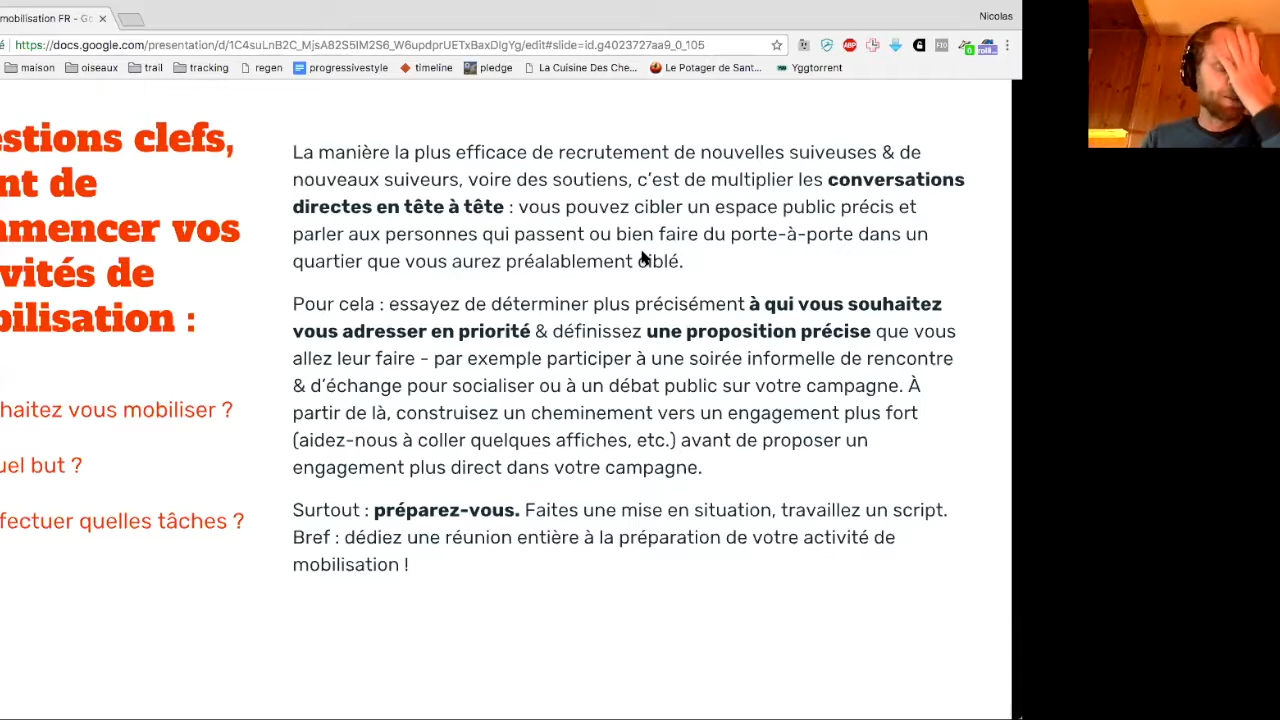 mobilisation FR - Go
Nicolas
https://docs.google.com/presentation/d/1C4suLnB2C_MjsA82S5IM2S6_W6updprUETxBaxDIgYg/edit#slide=id.g4023727aa9_0_105
maison oiseaux trail tracking regen progressivestyle timeline pledge La Cuisine Des Che... Le Potager de Sant... Yggtorrent
estions clefs,
nt de
mmencer vos
vités de
bilisation :
haitez vous mobiliser ?
uel but ?
fectuer quelles tâches ?
La manière la plus efficace de recrutement de nouvelles suiveuses & de
nouveaux suiveurs, voire des soutiens, c’est de multiplier les conversations
directes en tête à tête : vous pouvez cibler un espace public précis et
parler aux personnes qui passent ou bien faire du porte-à-porte dans un
quartier que vous aurez préalablement ciblé.
Pour cela : essayez de déterminer plus précisément à qui vous souhaitez
vous adresser en priorité & définissez une proposition précise que vous
allez leur faire - par exemple participer à une soirée informelle de rencontre
& d’échange pour socialiser ou à un débat public sur votre campagne. À
partir de là, construisez un cheminement vers un engagement plus fort
(aidez-nous à coller quelques affiches, etc.) avant de proposer un
engagement plus direct dans votre campagne.
Surtout : préparez-vous. Faites une mise en situation, travaillez un script.
Bref : dédiez une réunion entière à la préparation de votre activité de
mobilisation !